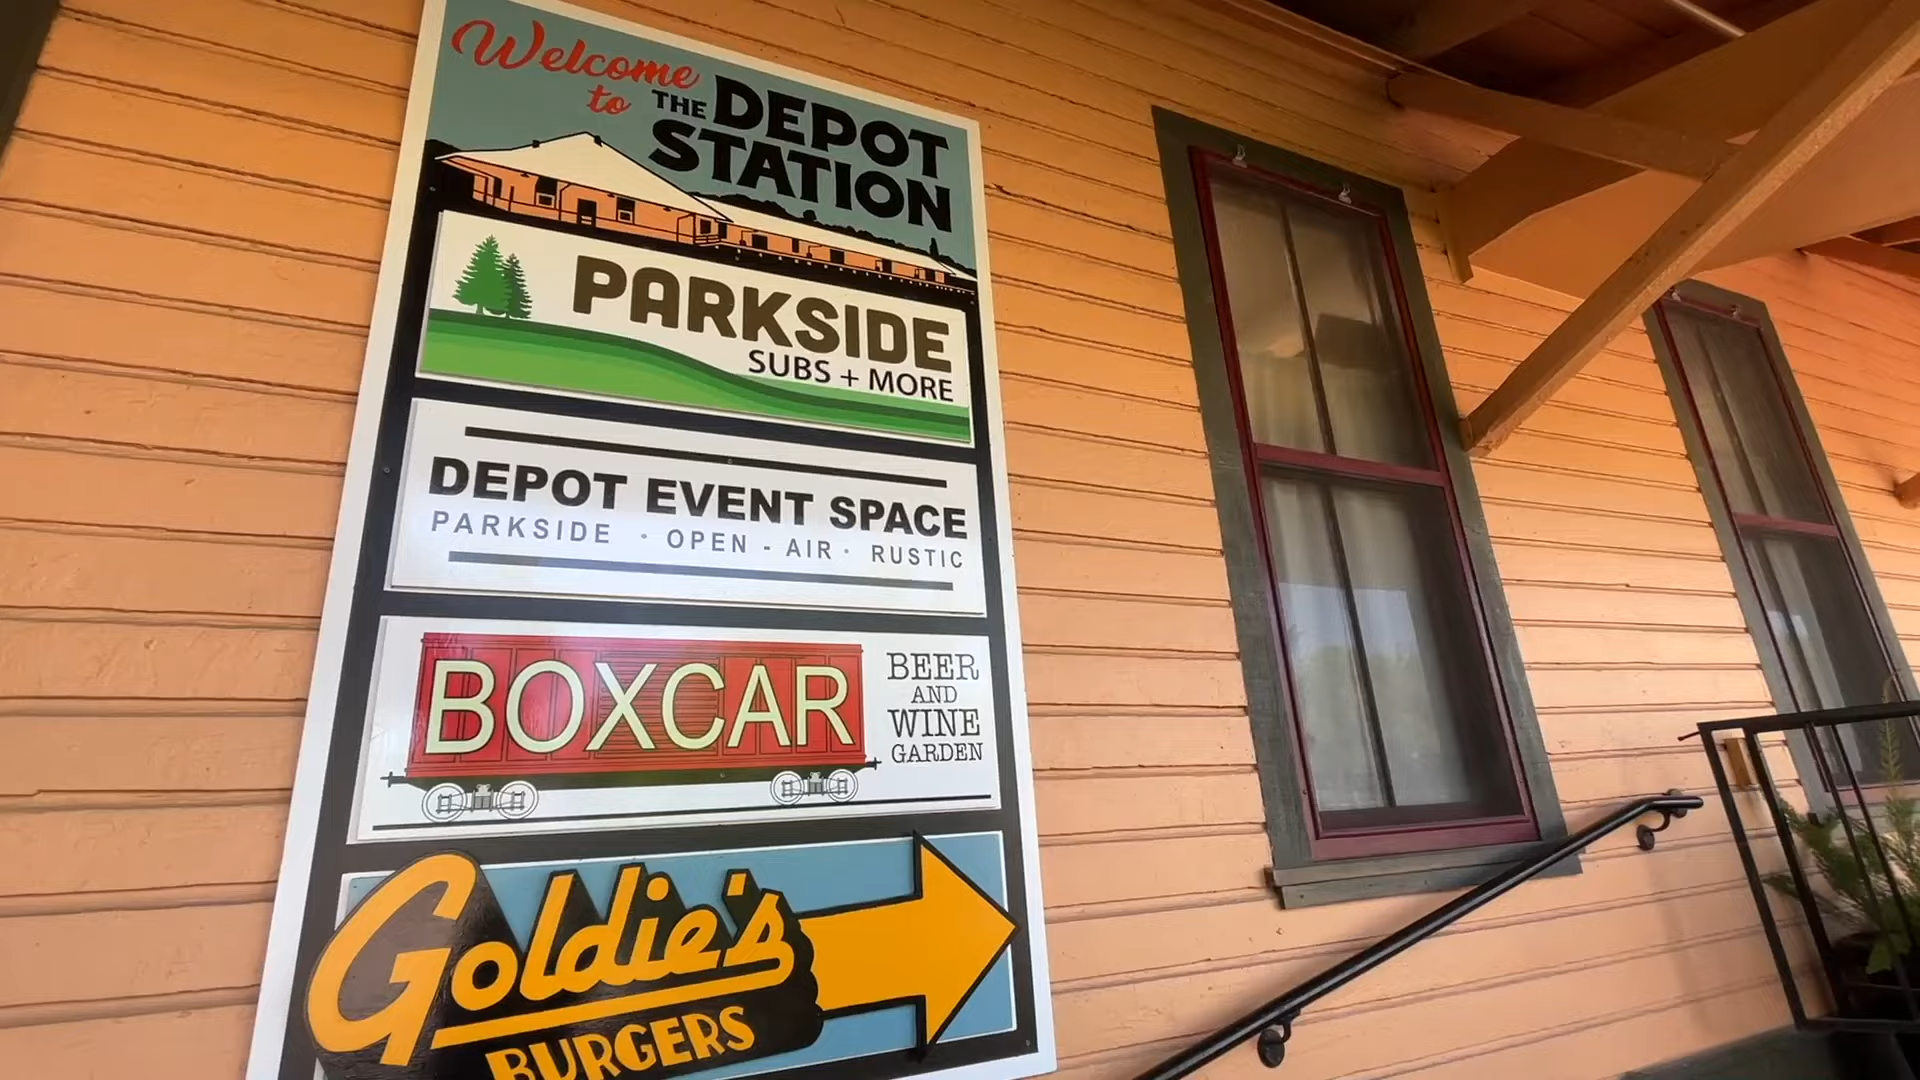 Welcome
to THE DEPOT
STATION
PARKSIDE
SUBS + MORE
DEPOT EVENT SPACE
PARKSIDE · OPEN - AIR · RUSTIC
BOXCAR
BEER
AND
WINE
GARDEN
Goldie's
BURGERS